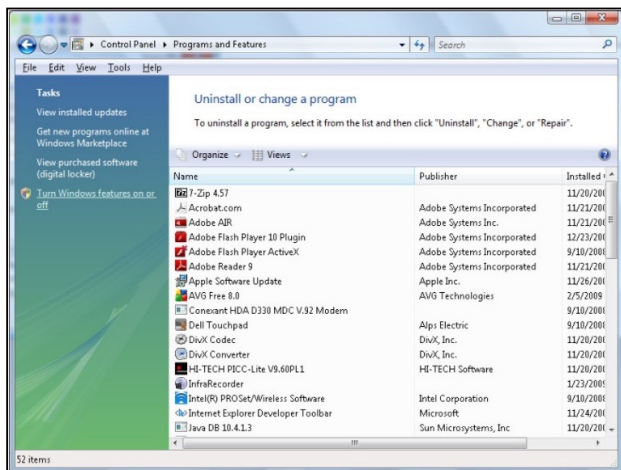 Control Panel ▸ Programs and Features
Search
File Edit View Tools Help
Tasks
View installed updates
Get new programs online at
Windows Marketplace
View purchased software
(digital locker)
Turn Windows features on or
off
Uninstall or change a program
To uninstall a program, select it from the list and then click "Uninstall", "Change", or "Repair".
Organize Views
Name Publisher Installed
7-Zip 4.57 11/20/200
Acrobat.com Adobe Systems Incorporated 11/21/200
Adobe AIR Adobe Systems Inc. 11/21/200
Adobe Flash Player 10 Plugin Adobe Systems Incorporated 12/23/200
Adobe Flash Player ActiveX Adobe Systems Incorporated 9/10/2008
Adobe Reader 9 Adobe Systems Incorporated 11/21/200
Apple Software Update Apple Inc. 11/26/200
AVG Free 8.0 AVG Technologies 2/5/2009
Conexant HDA D330 MDC V.92 Modem 9/10/2008
Dell Touchpad Alps Electric 9/10/2008
DivX Codec DivX, Inc. 11/20/200
DivX Converter DivX, Inc. 11/20/200
HI-TECH PICC-Lite V9.60PL1 HI-TECH Software 11/20/200
InfraRecorder 1/23/2009
Intel(R) PROSet/Wireless Software Intel Corporation 9/10/2008
Internet Explorer Developer Toolbar Microsoft 11/24/200
Java DB 10.4.1.3 Sun Microsystems, Inc 11/20/200
52 items